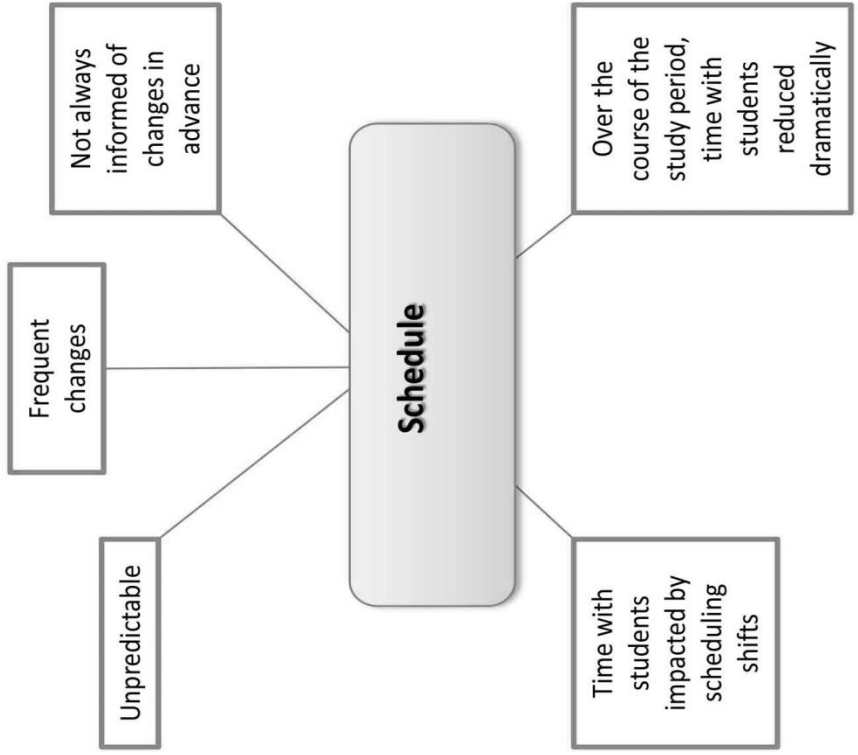 Unpredictable
Frequent
changes
Not always
informed of
changes in
advance
Schedule
Time with
students
impacted by
scheduling
shifts
Over the
course of the
study period,
time with
students
reduced
dramatically